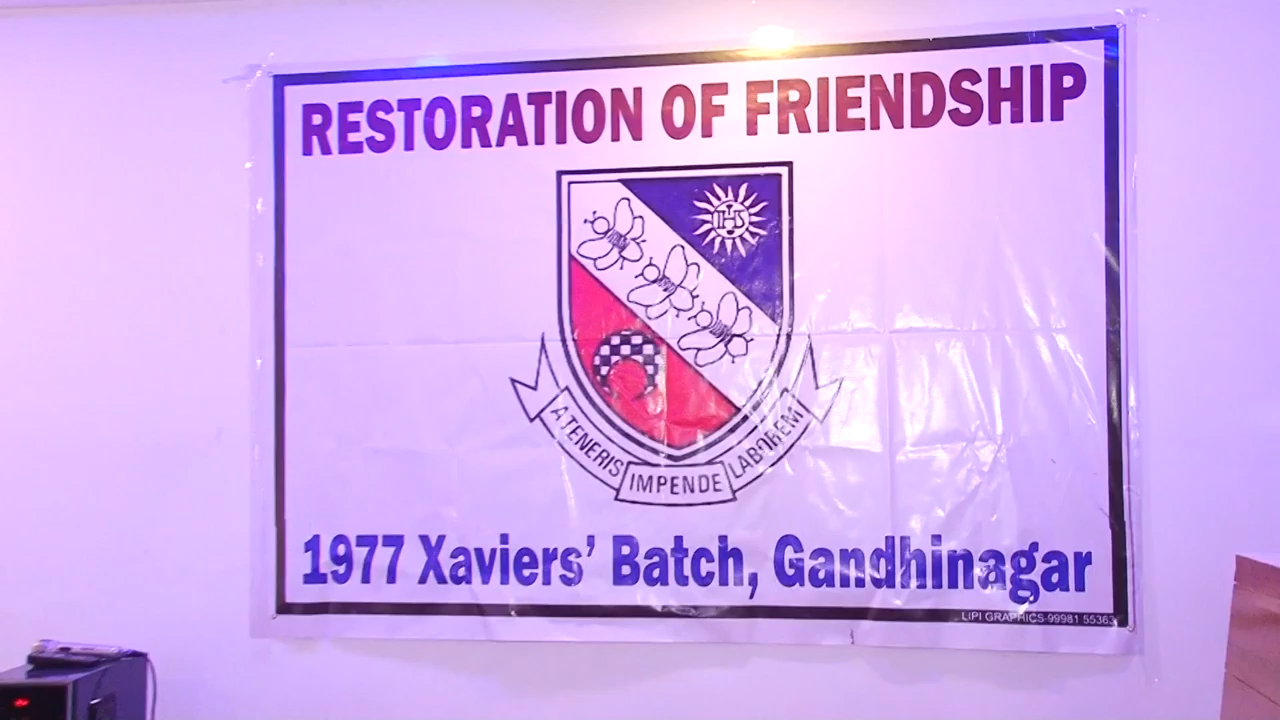 RESTORATION OF FRIENDSHIP
IHS
A TENERIS IMPENDE LABOREM
1977 Xaviers' Batch, Gandhinagar
LIPI GRAPHICS-99981 55363